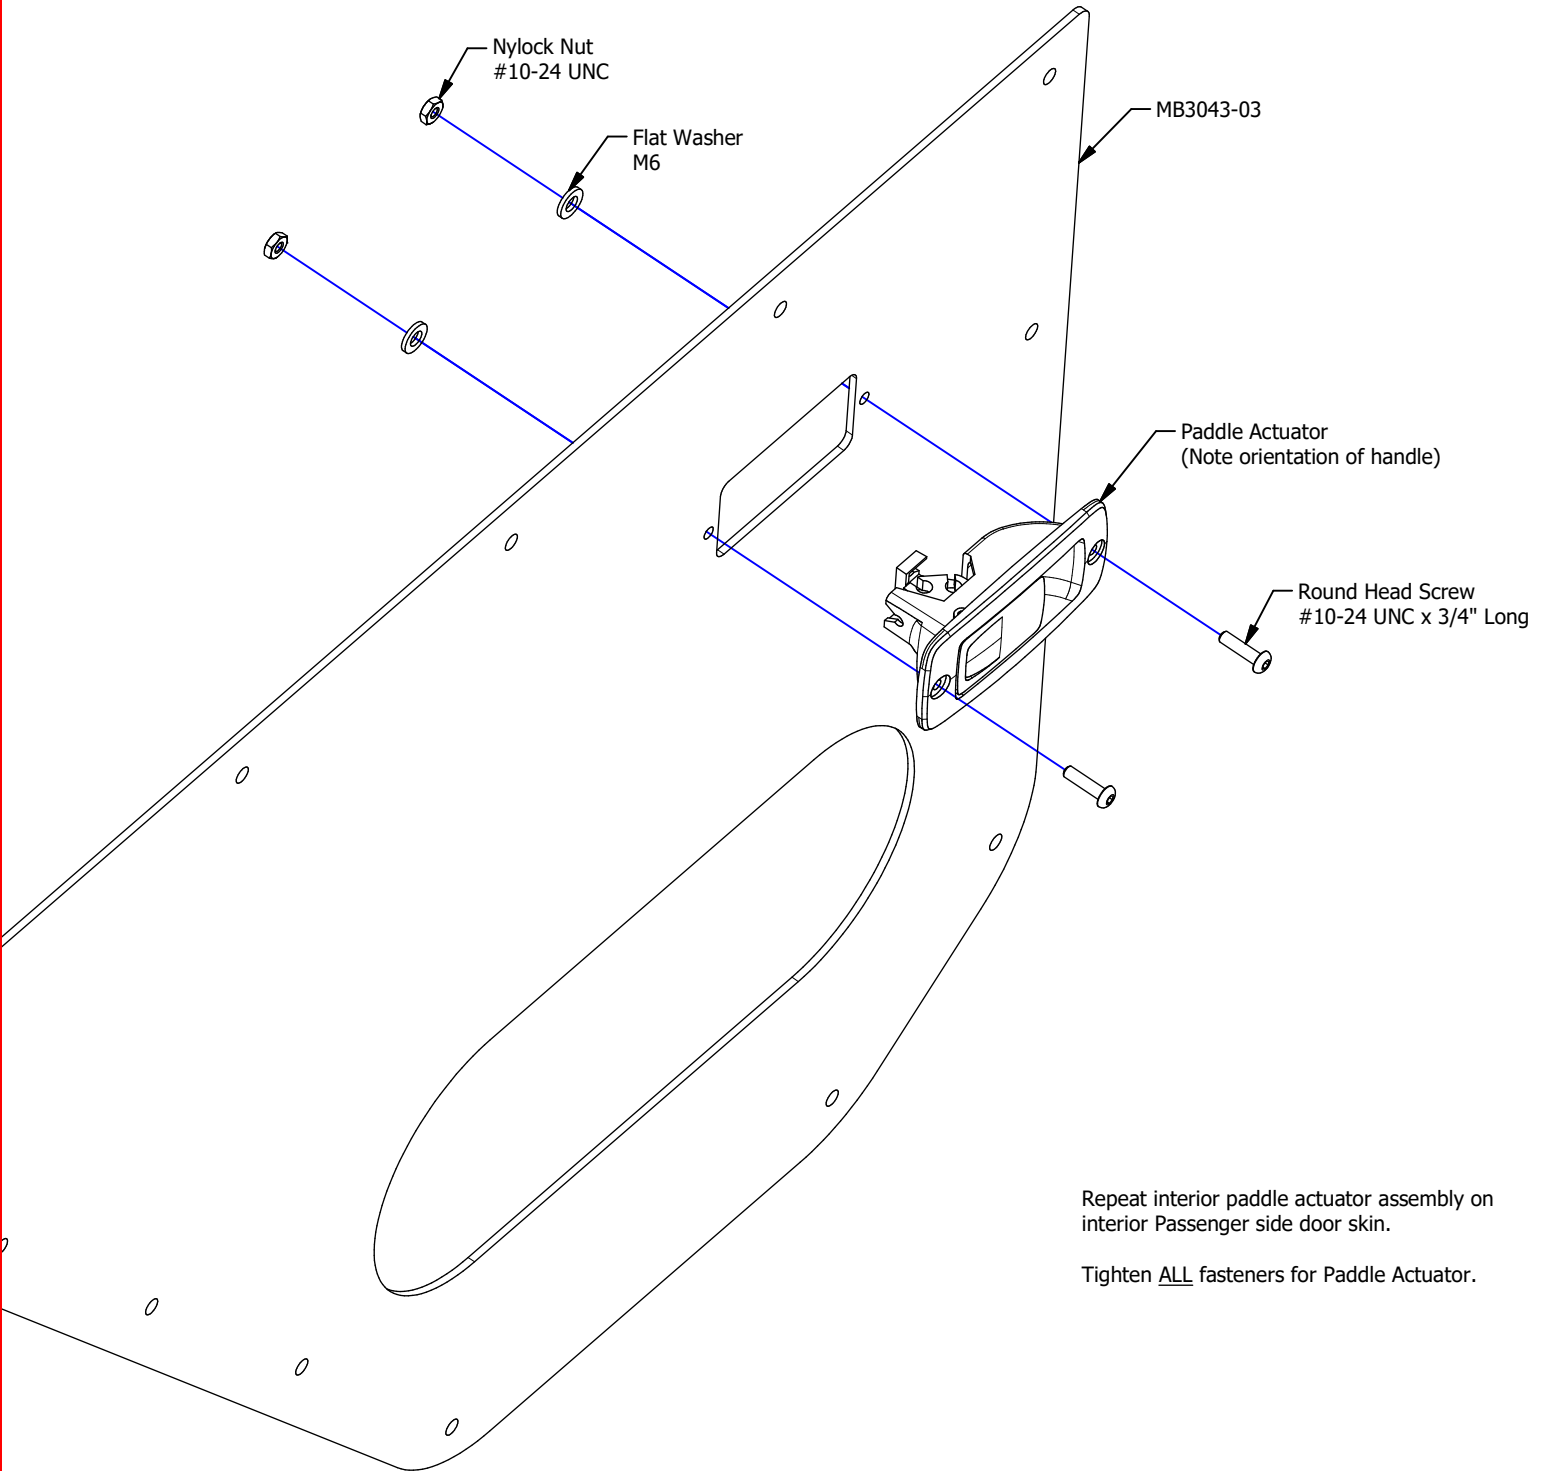 Nylock Nut
#10-24 UNC
Flat Washer
M6
MB3043-03
Paddle Actuator
(Note orientation of handle)
Round Head Screw
#10-24 UNC x 3/4" Long
Repeat interior paddle actuator assembly on
interior Passenger side door skin.
Tighten ALL fasteners for Paddle Actuator.